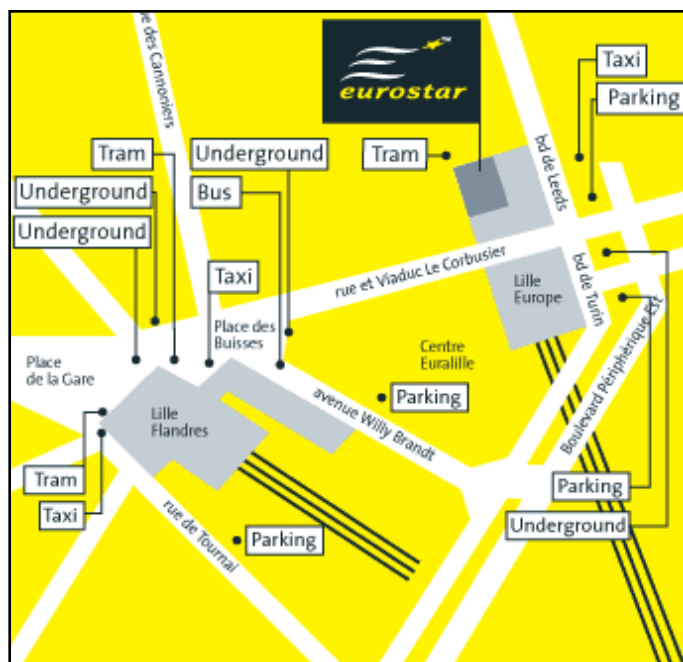 e des Cannoniers
eurostar
TM
Taxi
Parking
Tram
Underground
Tram
bd de Leeds
Underground
Bus
Underground
Taxi
rue et Viaduc Le Corbusier
bd de Turin
Lille
Europe
Place des
Buisses
Boulevard Périphérique Est
Place
de la Gare
Centre
Euralille
Parking
avenue Willy Brandt
Lille
Flandres
Tram
Taxi
Parking
Underground
rue de Tournai
Parking